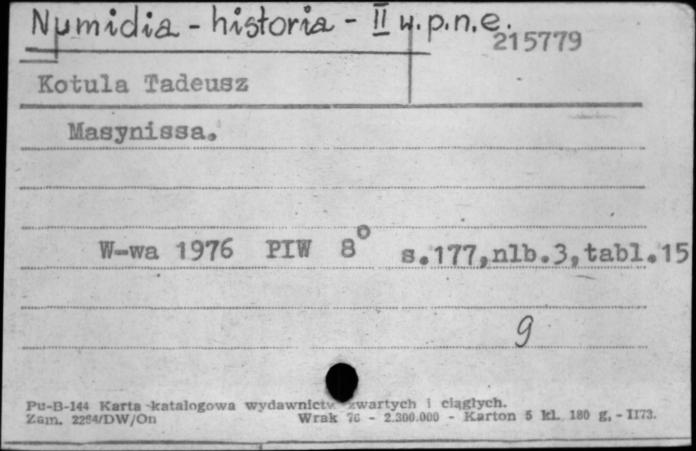 Numidia - historia - II w.p.n.e.
215779
Kotula Tadeusz
Masynissa.
W-wa 1976 PIW 8° s.177,nlb.3,tabl.15
9
Pu-B-144 Karta katalogowa wydawnictw zwartych i ciągłych.
Zam. 2264/DW/On Wrak 76 - 2.300.000 - Karton 5 kl. 180 g. - II73.